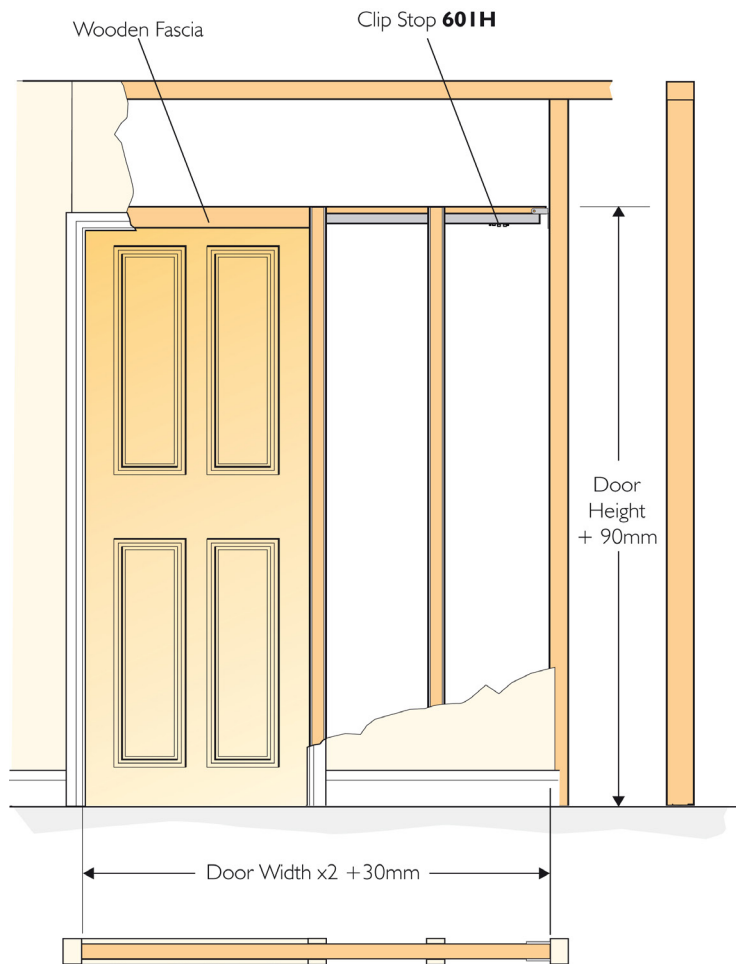 Wooden Fascia
Clip Stop 601H
Door
Height
+ 90mm
Door Width x2 +30mm